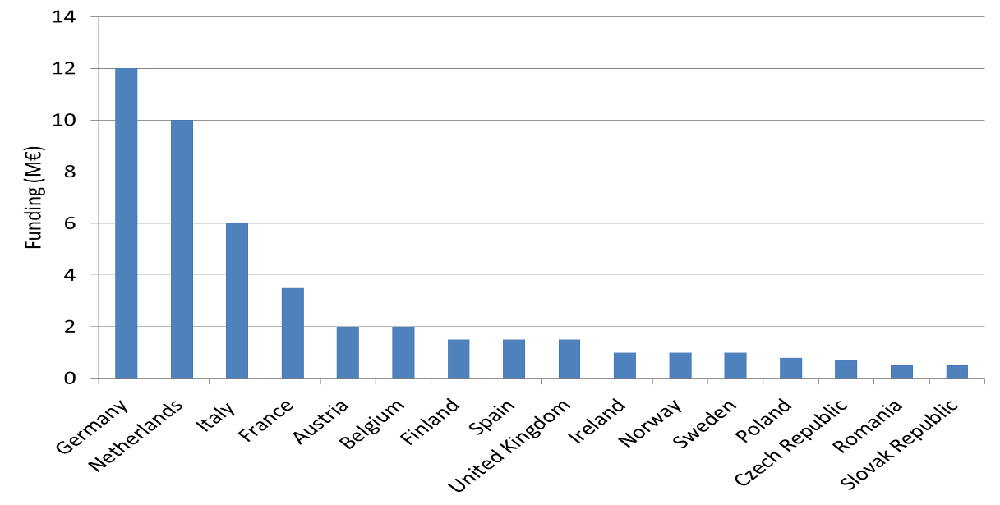 14
12
10
8
6
4
2
0
Funding (M€)
Germany
Netherlands
Italy
France
Austria
Belgium
Finland
Spain
United Kingdom
Ireland
Norway
Sweden
Poland
Czech Republic
Romania
Slovak Republic